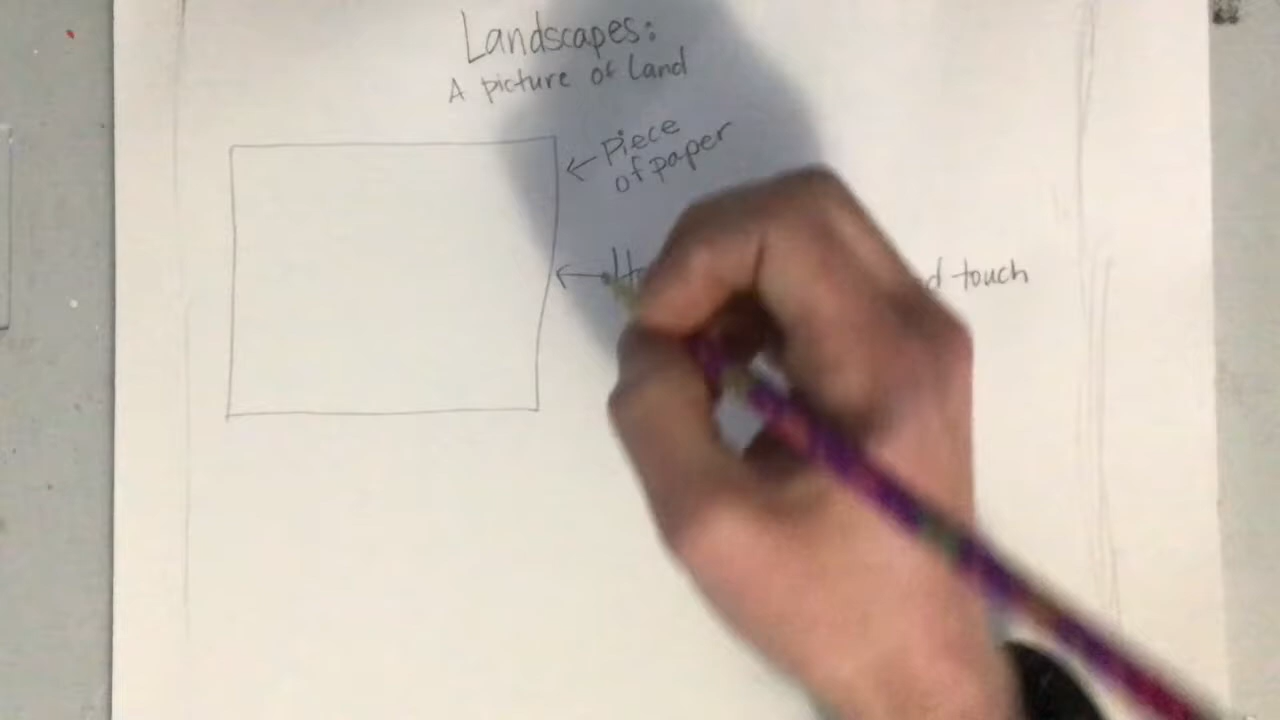 Landscapes:
A picture of land
← Piece
of paper
← touch